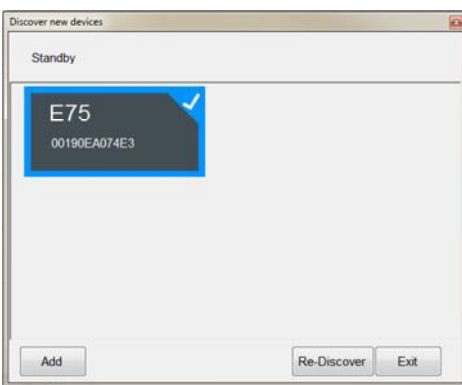 Discover new devices
Standby
E75
00190EA074E3
Add
Re-Discover
Exit